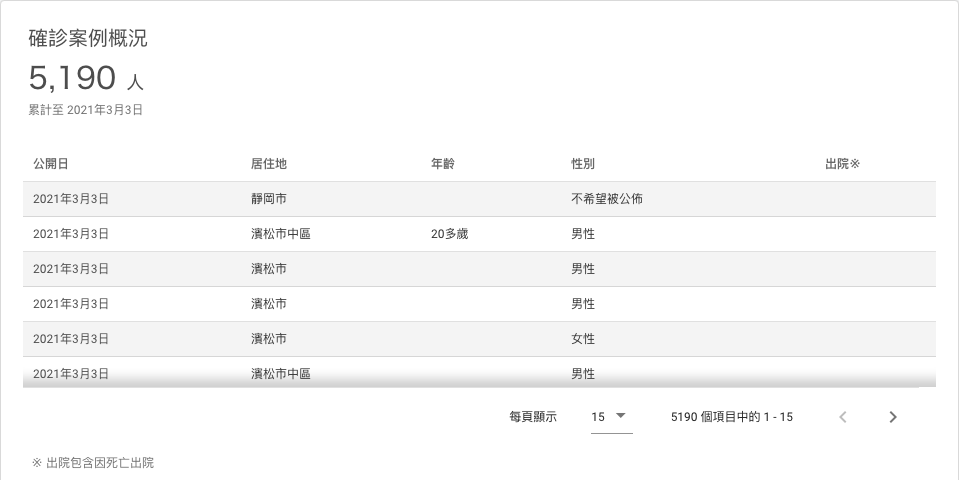 確診案例概況
5,190 人
累計至 2021年3月3日
公開日 居住地 年齡 性別 出院※
2021年3月3日 靜岡市 不希望被公佈
2021年3月3日 濱松市中區 20多歲 男性
2021年3月3日 濱松市 男性
2021年3月3日 濱松市 男性
2021年3月3日 濱松市 女性
2021年3月3日 濱松市中區 男性
每頁顯示 15 5190 個項目中的 1 - 15
※ 出院包含因死亡出院